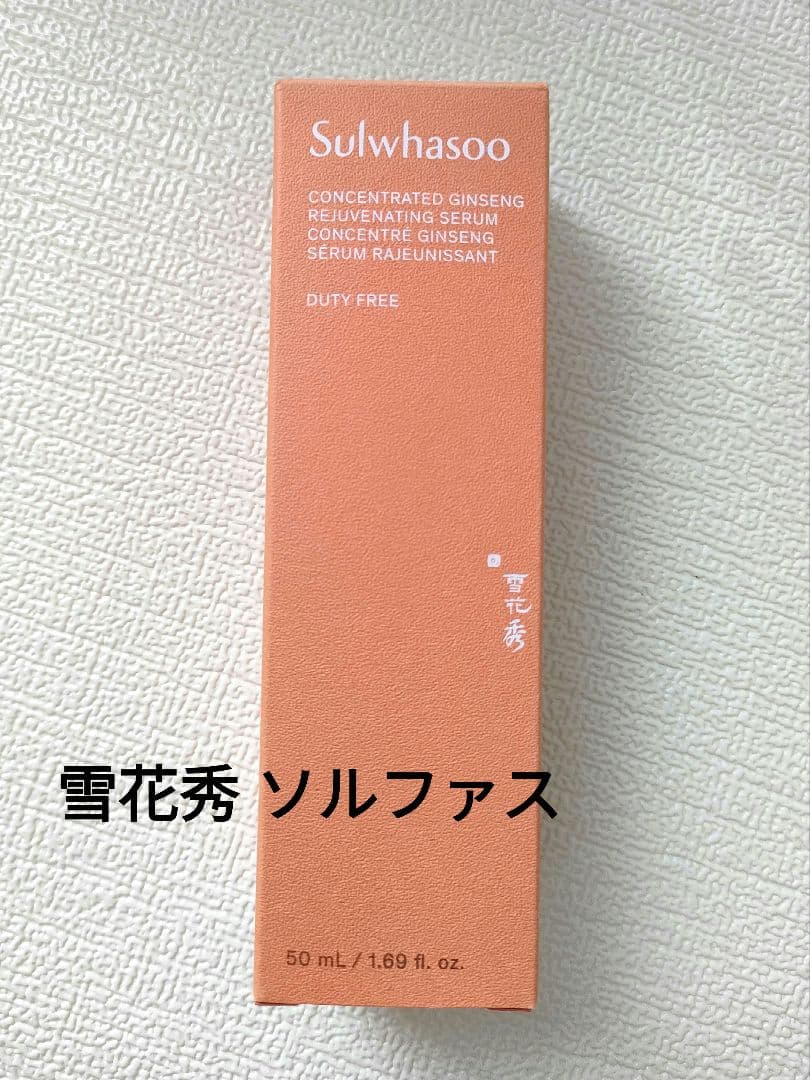 Sulwhasoo
CONCENTRATED GINSENG
REJUVENATING SERUM
CONCENTRÉ GINSENG
SÉRUM RAJEUNISSANT
DUTY FREE
雪花秀
雪花秀 ソルファス
50 mL / 1.69 fl. oz.